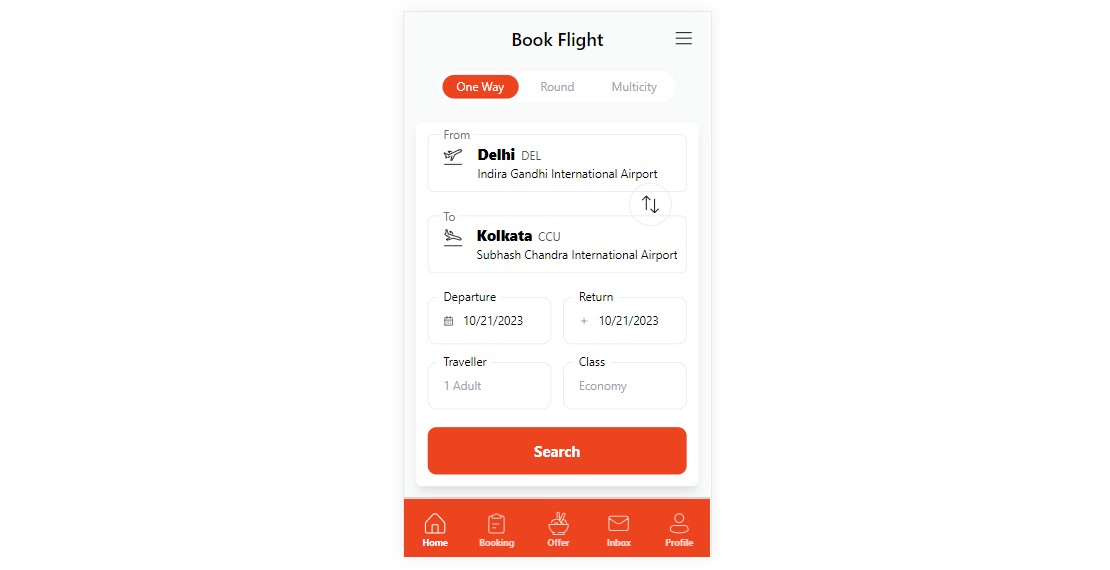 Book Flight
One Way Round Multicity
From
Delhi DEL
Indira Gandhi International Airport
To
Kolkata CCU
Subhash Chandra International Airport
Departure Return
10/21/2023 + 10/21/2023
Traveller Class
1 Adult Economy
Search
Home Booking Offer Inbox Profile